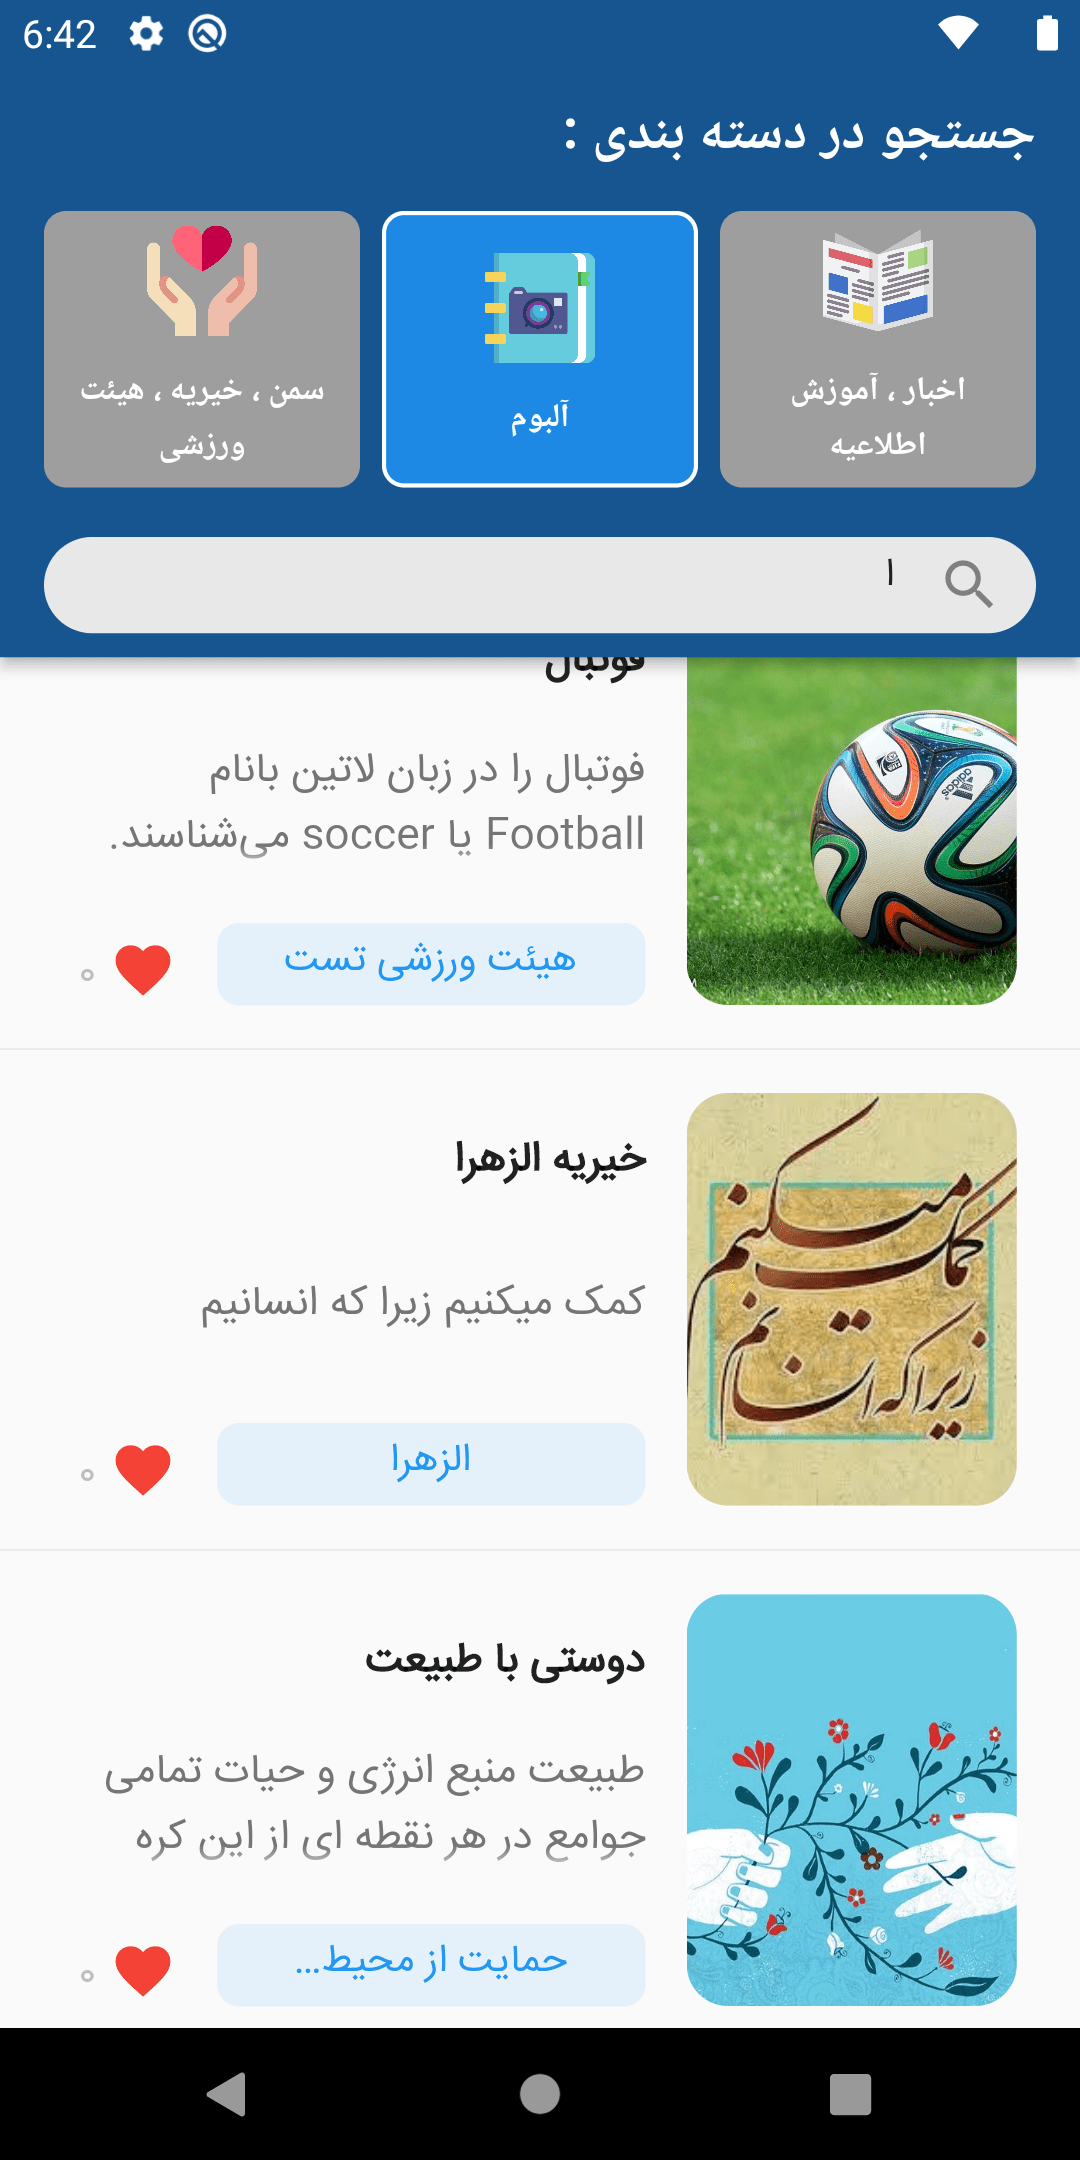 6:42
جستجو در دسته بندی :
اخبار ، آموزش
اطلاعیه
آلبوم
سمن ، خیریه ، هیئت
ورزشی
ا
فوتبال
فوتبال را در زبان لاتین بانام
Football یا soccer می‌شناسند.
هیئت ورزشی تست
۰
adidas
خیریه الزهرا
کمک میکنیم زیرا که انسانیم
الزهرا
۰
کمک میکنیم
زیرا که انسانیم
دوستی با طبیعت
طبیعت منبع انرژی و حیات تمامی
جوامع در هر نقطه ای از این کره
حمایت از محیط...
۰